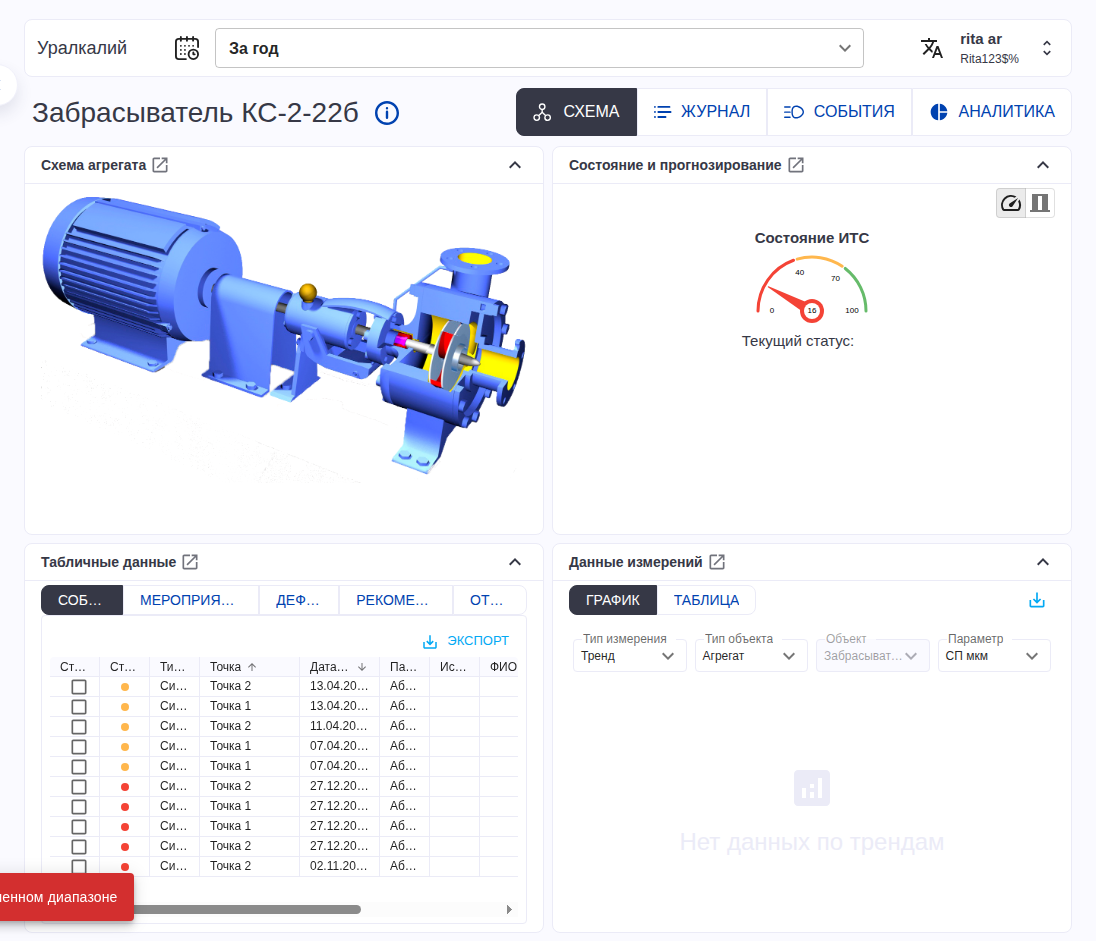 Уралкалий
За год
rita ar
Rita123$%
Забрасыватель КС-2-22б
СХЕМА ЖУРНАЛ СОБЫТИЯ АНАЛИТИКА
Схема агрегата
Состояние и прогнозирование
Состояние ИТС
0 40 70 100
16
Текущий статус:
Табличные данные
СОБ... МЕРОПРИЯ... ДЕФ... РЕКОМЕ... ОТ...
ЭКСПОРТ
Ст... Ст... Ти... Точка Дата... Па... Ис... ФИО
Си... Точка 2 13.04.20... Аб...
Си... Точка 1 13.04.20... Аб...
Си... Точка 2 11.04.20... Аб...
Си... Точка 1 07.04.20... Аб...
Си... Точка 1 07.04.20... Аб...
Си... Точка 2 27.12.20... Аб...
Си... Точка 1 27.12.20... Аб...
Си... Точка 1 27.12.20... Аб...
Си... Точка 2 27.12.20... Аб...
Си... Точка 2 02.11.20... Аб...
диапазоне
Данные измерений
ГРАФИК ТАБЛИЦА
Тип измерения Тип объекта Объект Параметр
Тренд Агрегат Забрасыват... СП мкм
Нет данных по трендам